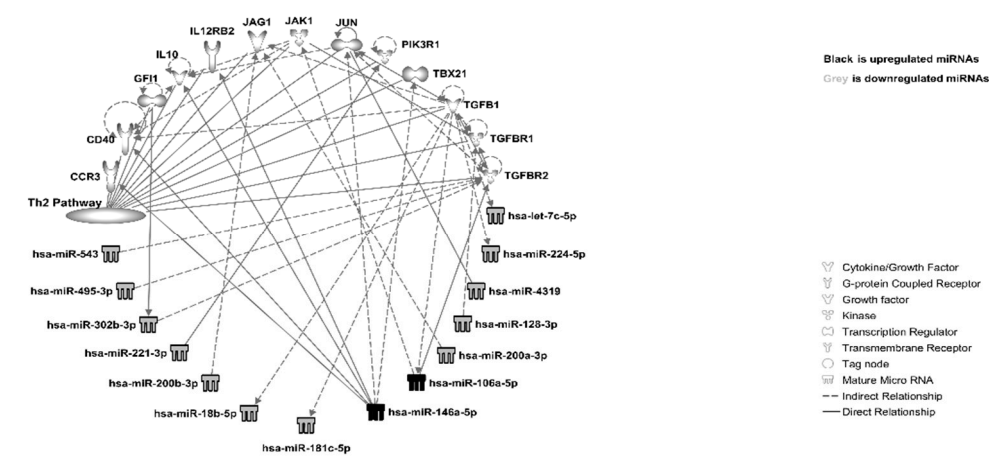 JAG1
JAK1
JUN
IL12RB2
PIK3R1
IL10
TBX21
GFI1
TGFB1
CD40
TGFBR1
CCR3
TGFBR2
Th2 Pathway
hsa-let-7c-5p
hsa-miR-543
hsa-miR-224-5p
hsa-miR-495-3p
hsa-miR-4319
hsa-miR-302b-3p
hsa-miR-128-3p
hsa-miR-221-3p
hsa-miR-200a-3p
hsa-miR-200b-3p
hsa-miR-106a-5p
hsa-miR-18b-5p
hsa-miR-146a-5p
hsa-miR-181c-5p
Black is upregulated miRNAs
Grey is downregulated miRNAs
Cytokine/Growth Factor
G-protein Coupled Receptor
Growth factor
Kinase
Transcription Regulator
Transmembrane Receptor
Tag node
Mature Micro RNA
Indirect Relationship
Direct Relationship